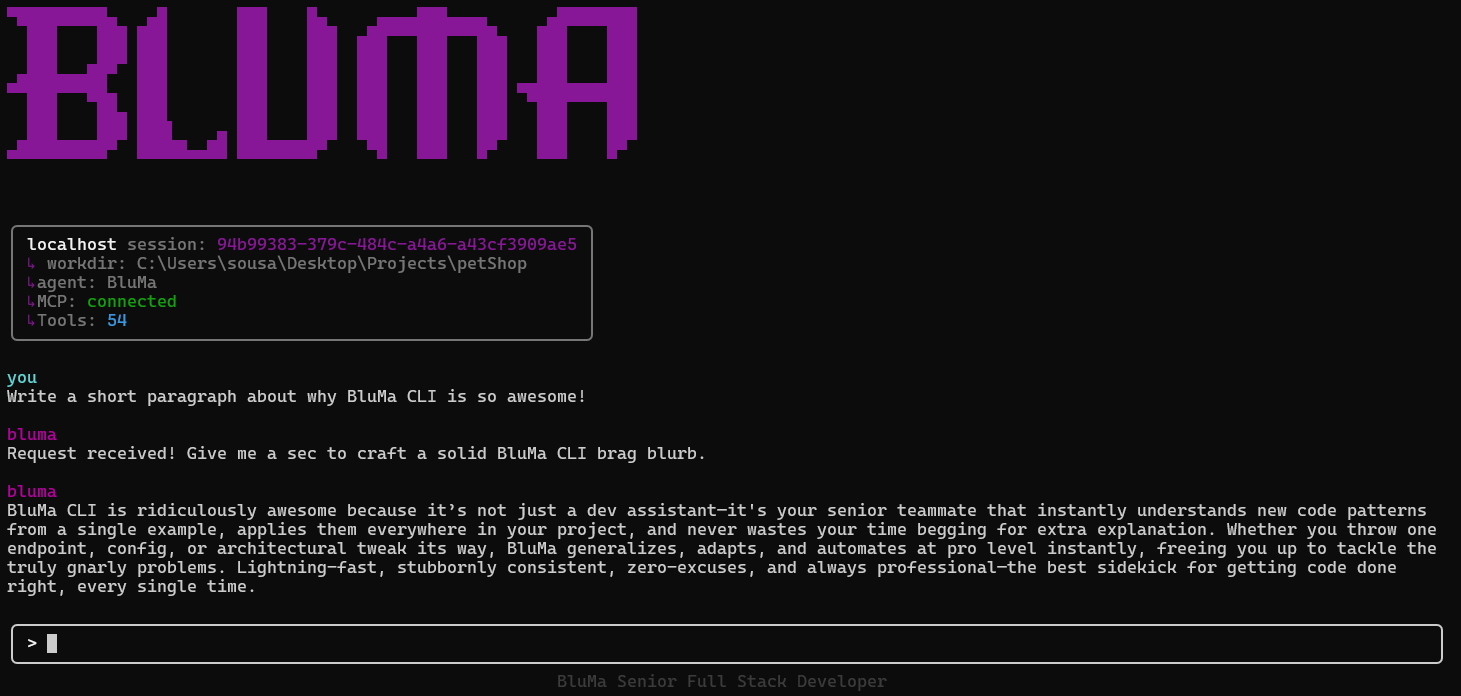 BLUMA
localhost session: 94b99383-379c-484c-a4a6-a43cf3909ae5
↳ workdir: C:\Users\sousa\Desktop\Projects\petShop
↳agent: BluMa
↳MCP: connected
↳Tools: 54
you
Write a short paragraph about why BluMa CLI is so awesome!
bluma
Request received! Give me a sec to craft a solid BluMa CLI brag blurb.
bluma
BluMa CLI is ridiculously awesome because it’s not just a dev assistant—it's your senior teammate that instantly understands new code patterns
from a single example, applies them everywhere in your project, and never wastes your time begging for extra explanation. Whether you throw one
endpoint, config, or architectural tweak its way, BluMa generalizes, adapts, and automates at pro level instantly, freeing you up to tackle the
truly gnarly problems. Lightning-fast, stubbornly consistent, zero-excuses, and always professional—the best sidekick for getting code done
right, every single time.
>
BluMa Senior Full Stack Developer